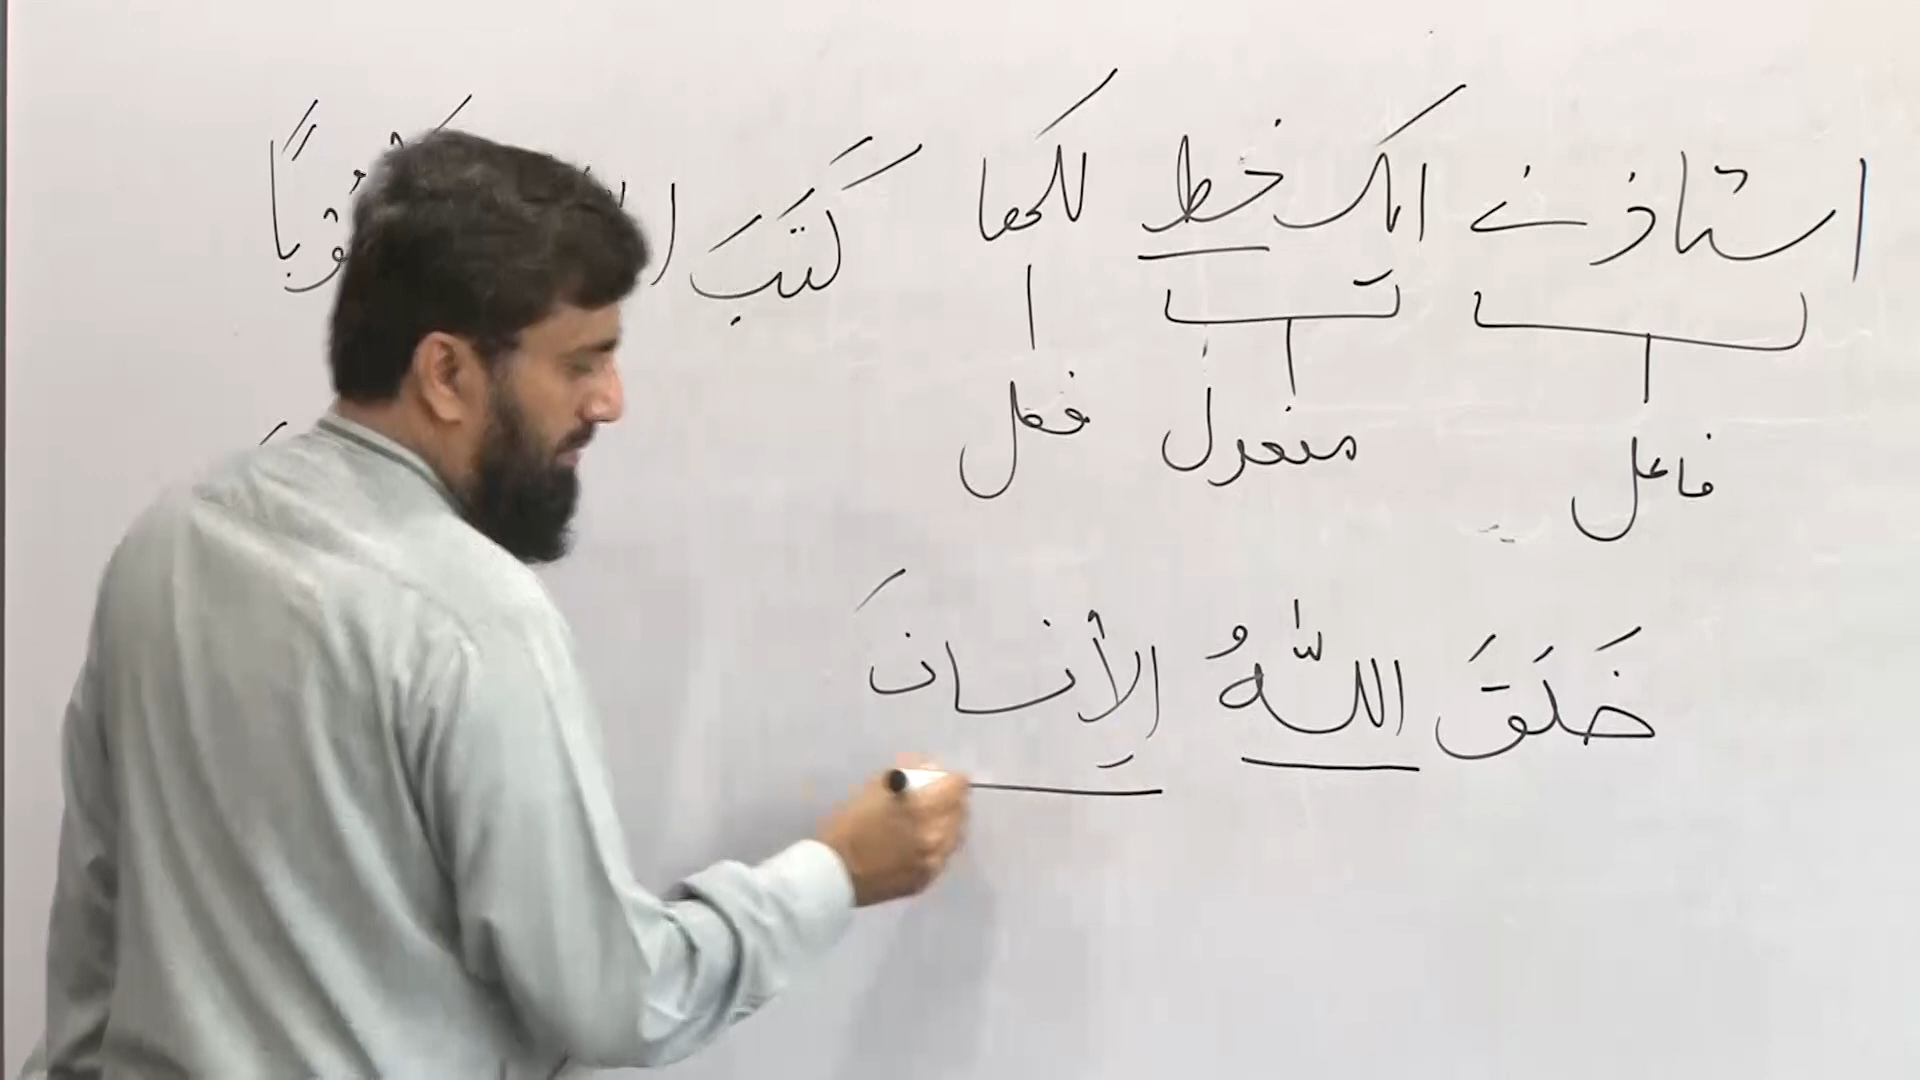 استاذ نے ایک خط لکھا کَتَبَ
فاعل مفعول فعل
خَلَقَ اللّٰهُ الإنسانَ